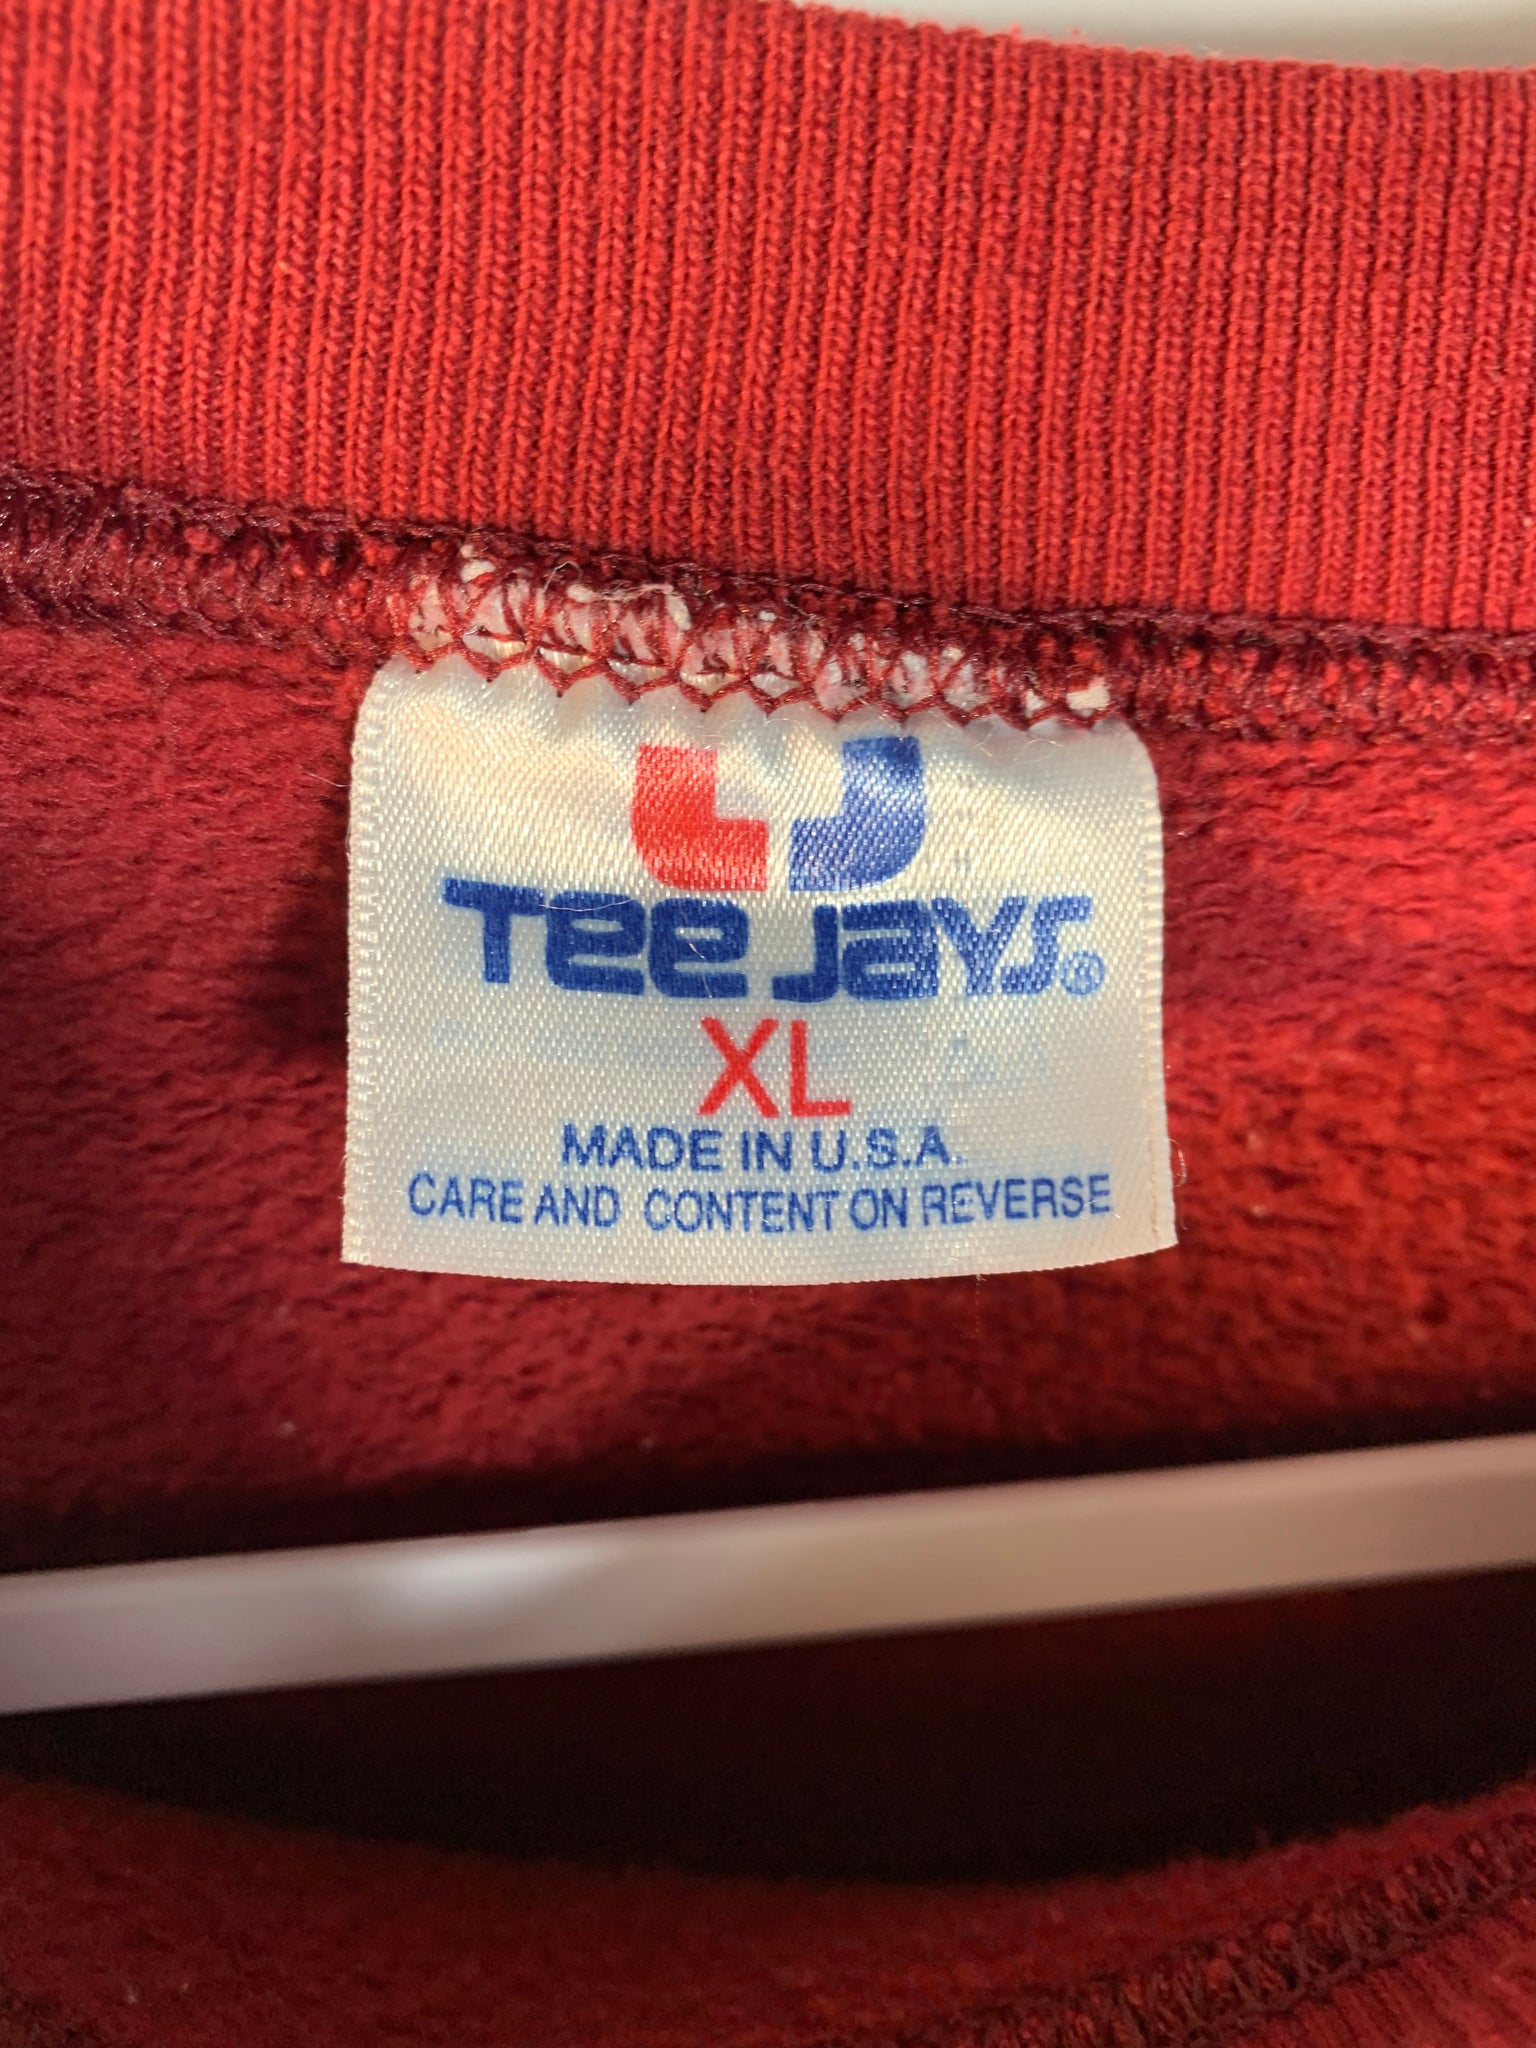 Tee Jays®
XL
MADE IN U.S.A.
CARE AND CONTENT ON REVERSE